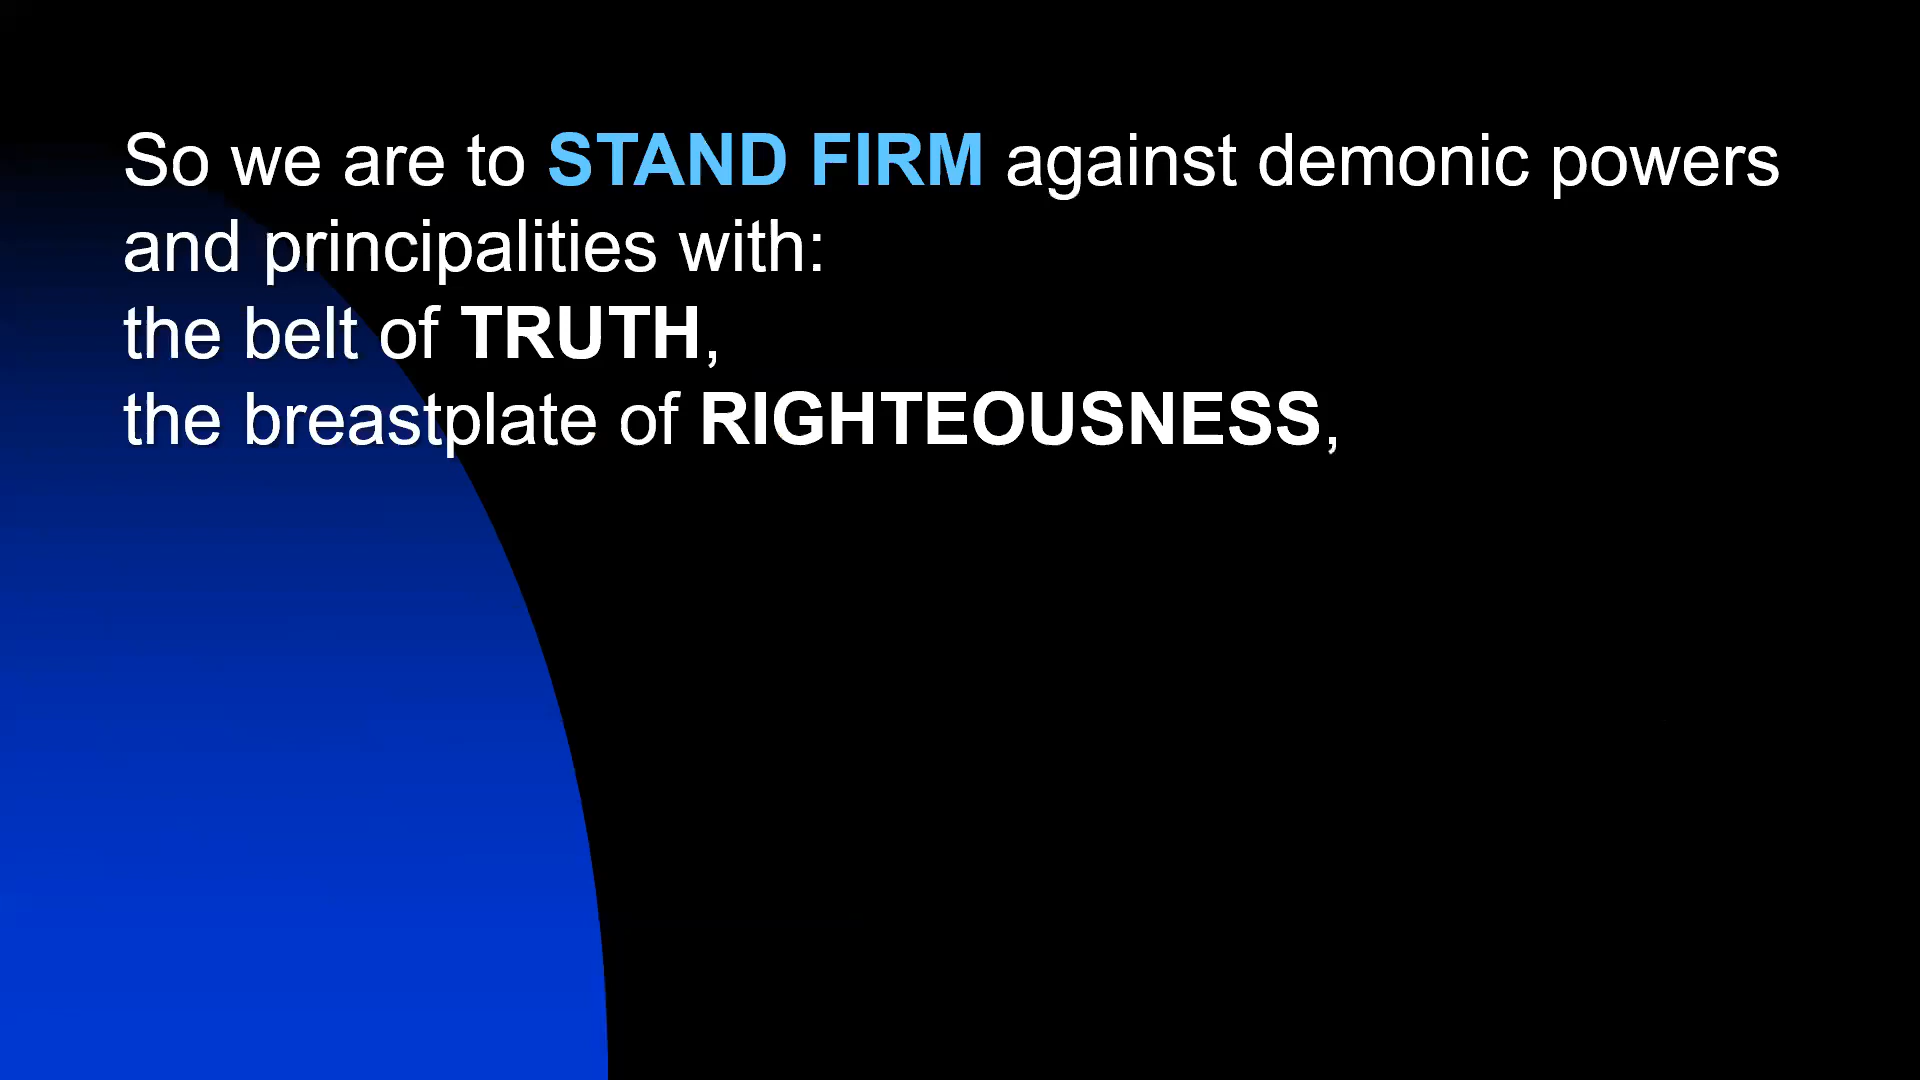 So we are to STAND FIRM against demonic powers
and principalities with:
the belt of TRUTH,
the breastplate of RIGHTEOUSNESS,